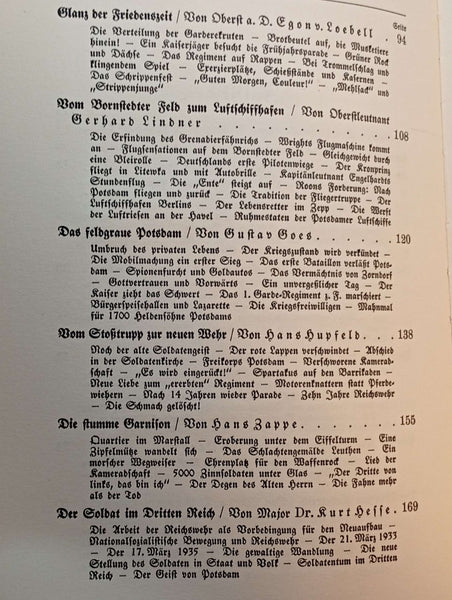 Seite
Glanz der Friedenszeit / Von Oberst a. D. Egon v. Loebell . 94
Die Verteilung der Garderekruten – Brotbeutel auf, die Musketiere
hinein! – Ein Kaiserjäger besucht die Frühjahrsparade – Grüner Rock
und Dächse – Das Regiment auf Rappen – Bei Trommelschlag und
klingendem Spiel – Exerzierplätze, Schießstände und Kasernen –
Das Schrippenfest – „Guten Morgen, Couleur!“ – „Mehlsack“ und
„Strippenjunge“
Vom Bornstedter Feld zum Luftschiffhafen / Von Oberstleutnant
Gerhard Lindner . . . . . . . . . . . . . 108
Die Erfindung des Grenadierfähnrichs – Wrights Flugmaschine kommt
an – Flugsensationen auf dem Bornstedter Feld – Gleichgewicht durch
eine Bleirolle – Deutschlands erste Pilotenwiege – Der Kronprinz
fliegt in Litewka und mit Autobrille – Kapitänleutnant Engelhardts
Stundenflug – Die „Ente“ steigt auf – Roons Forderung: Nach
Potsdam fliegen und zurück – Die Tradition der Fliegertruppe – Der
Luftschiffhafen Berlins – Der Lebensretter im Zepp – Die Werft
der Luftriesen an der Havel – Ruhmestaten der Potsdamer Luftschiffe
Das feldgraue Potsdam / Von Gustav Goes . . . . . . 120
Umbruch des privaten Lebens – Der Kriegszustand wird verkündet –
Die Mobilmachung ein erster Sieg – Das erste Bataillon verläßt Pots-
dam – Spionenfurcht und Goldautos – Das Vermächtnis von Zorndorf
– Gottvertrauen und Vorwärts – Ein unvergeßlicher Tag – Der
Kaiser zieht das Schwert – Das 1. Garde-Regiment z. F. marschiert –
Bürgerspeisehallen und Lazarette – Die Kriegsfreiwilligen – Mahnmal
für 1700 Heldensöhne Potsdams
Vom Stoßtrupp zur neuen Wehr / Von Hans Hupfeld . . . 138
Noch der alte Soldatengeist – Der rote Lappen verschwindet – Abschied
in der Soldatenkirche – Freikorps Potsdam – Verschworene Kamerad-
schaft – „Es wird eingerückt!“ – Spartakus auf den Barrikaden –
Neue Liebe zum „ererbten“ Regiment – Motorenknattern statt Pferde-
wiehern – Nach 14 Jahren wieder Parade – Zehn Jahre Reichswehr
– Die Schmach gelöscht!
Die stumme Garnison / Von Hans Zappe . . . . . . . 155
Quartier im Marstall – Eroberung unter dem Eiffelturm – Eine
Zipfelmütze wandelt sich – Das Schlachtengemälde Leuthen – Ein
morscher Wegweiser – Ehrenplatz für den Waffenrock – Lied der
Kameradschaft – 5000 Zinnsoldaten unter Glas – „Der Dritte von
links, das bin ich“ – Der Degen des Alten Herrn – Die Fahne mehr
als der Tod
Der Soldat im Dritten Reich / Von Major Dr. Kurt Hesse . 169
Die Arbeit der Reichswehr als Vorbedingung für den Neuaufbau –
Nationalsozialistische Bewegung und Reichswehr – Der 21. März 1933
– Der 17. März 1935 – Die gewaltige Wandlung – Die neue
Stellung des Soldaten in Staat und Volk – Soldatentum im Dritten
Reich – Der Geist von Potsdam